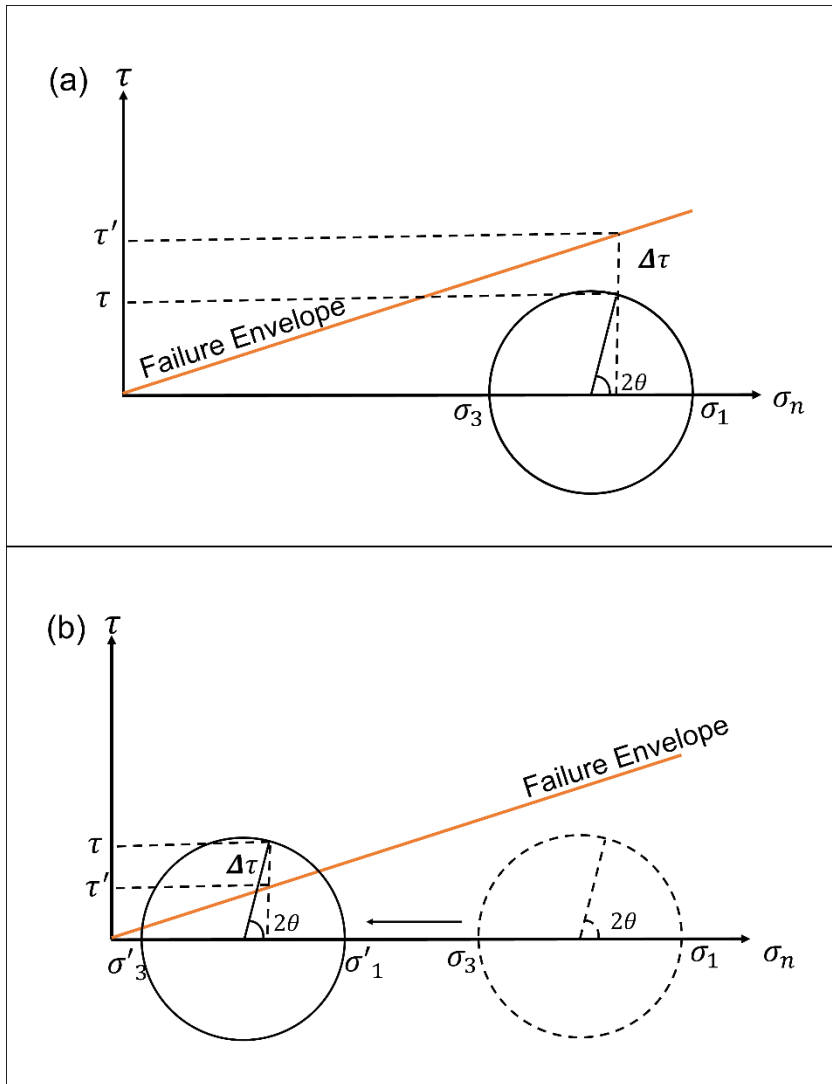 (a)
τ
τ′
Δτ
τ
Failure Envelope
2θ
σ₃
σ₁
σₙ
(b)
τ
Failure Envelope
τ
Δτ
τ′
2θ
2θ
σ′₃
σ′₁
σ₃
σ₁
σₙ